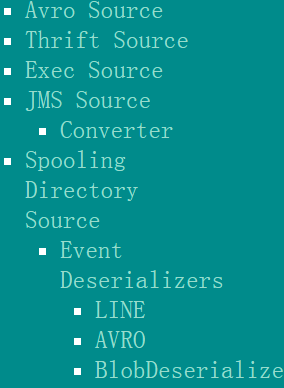 Avro Source
Thrift Source
Exec Source
JMS Source
Converter
Spooling
Directory
Source
Event
Deserializers
LINE
AVRO
BlobDeserialize